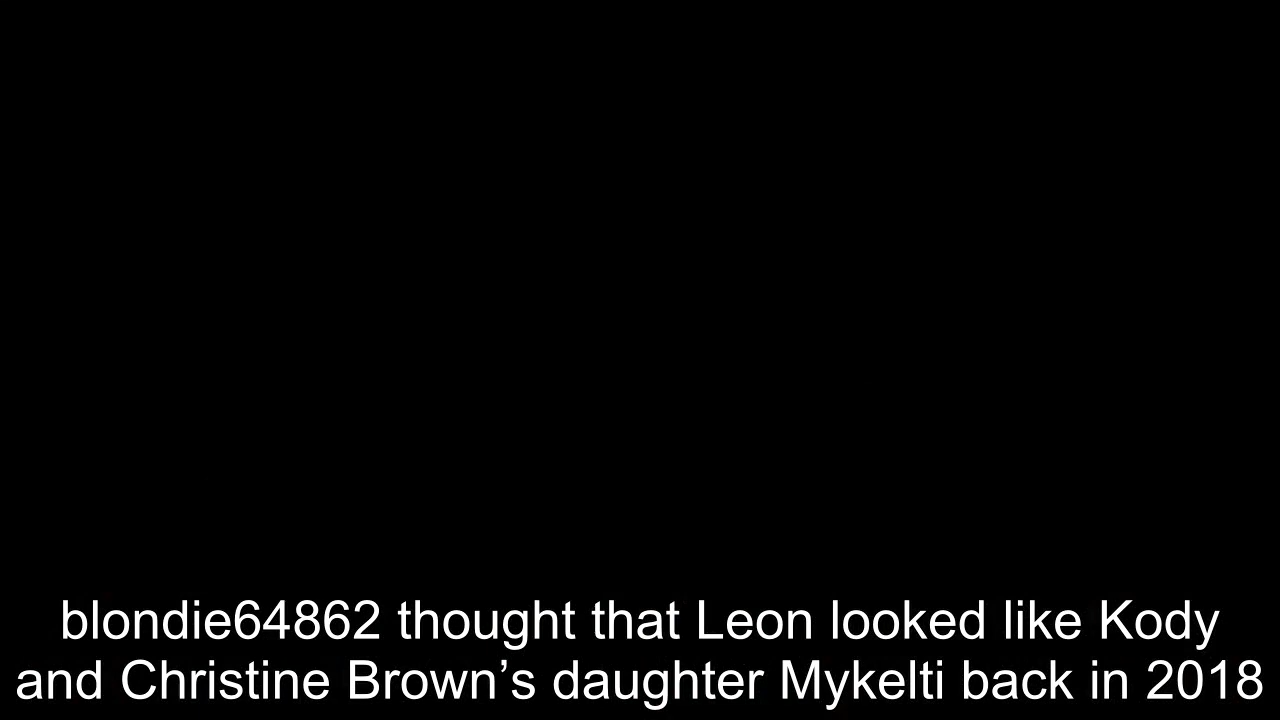 blondie64862 thought that Leon looked like Kody
and Christine Brown’s daughter Mykelti back in 2018